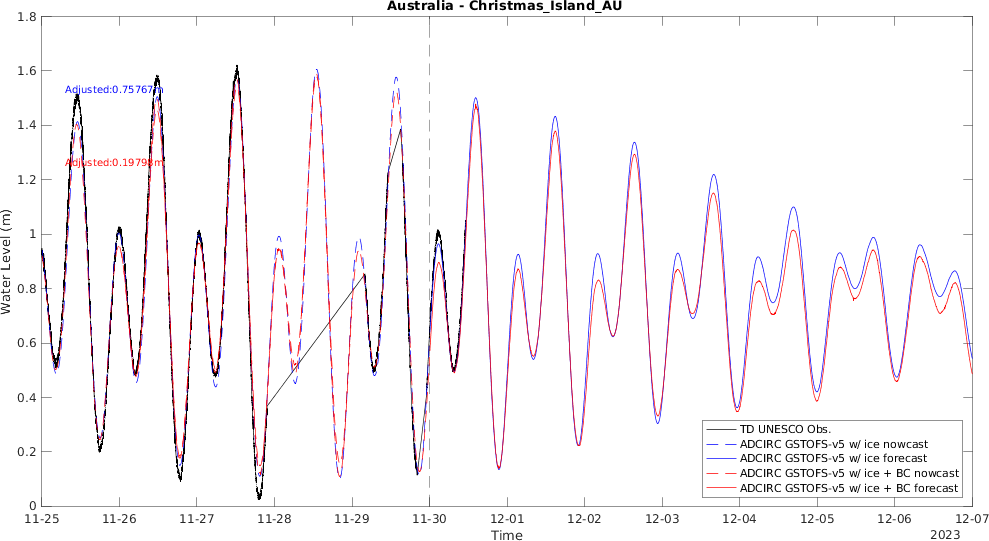 Australia - Christmas_Island_AU
1.8
1.6
1.4
1.2
1
0.8
0.6
0.4
0.2
0
Water Level (m)
Adjusted:0.75767m
Adjusted:0.19798m
TD UNESCO Obs.
ADCIRC GSTOFS-v5 w/ ice nowcast
ADCIRC GSTOFS-v5 w/ ice forecast
ADCIRC GSTOFS-v5 w/ ice + BC nowcast
ADCIRC GSTOFS-v5 w/ ice + BC forecast
11-25 11-26 11-27 11-28 11-29 11-30 12-01 12-02 12-03 12-04 12-05 12-06 12-07
Time
2023